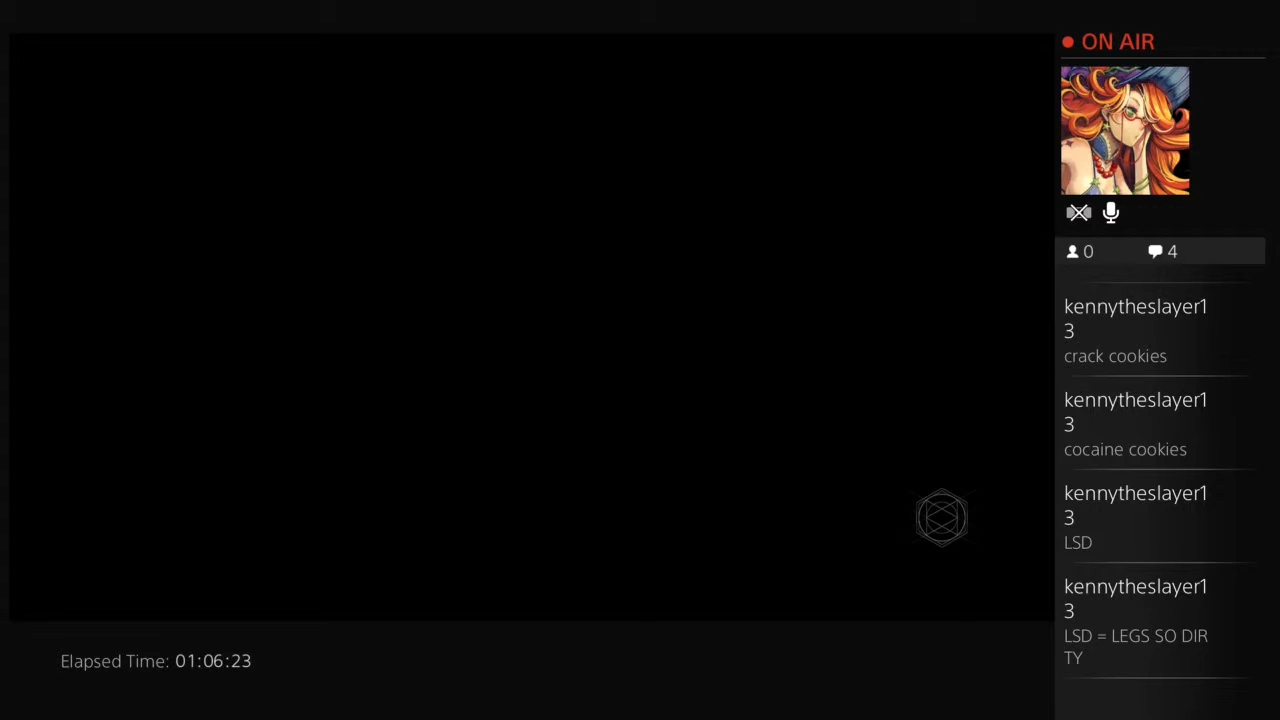 ON AIR
0 4
kennytheslayer1
3
crack cookies
kennytheslayer1
3
cocaine cookies
kennytheslayer1
3
LSD
kennytheslayer1
3
LSD = LEGS SO DIR
TY
Elapsed Time: 01:06:23